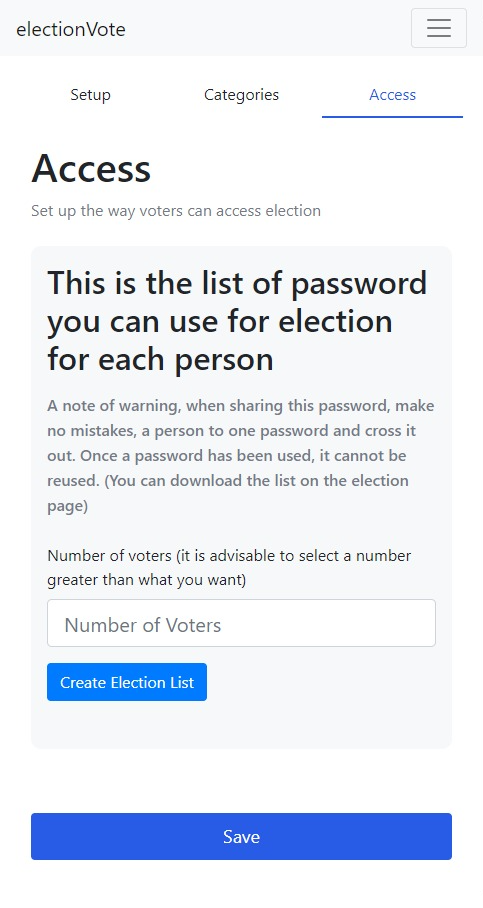 electionVote
Setup Categories Access
Access
Set up the way voters can access election
This is the list of password
you can use for election
for each person
A note of warning, when sharing this password, make
no mistakes, a person to one password and cross it
out. Once a password has been used, it cannot be
reused. (You can download the list on the election
page)
Number of voters (it is advisable to select a number
greater than what you want)
Number of Voters
Create Election List
Save